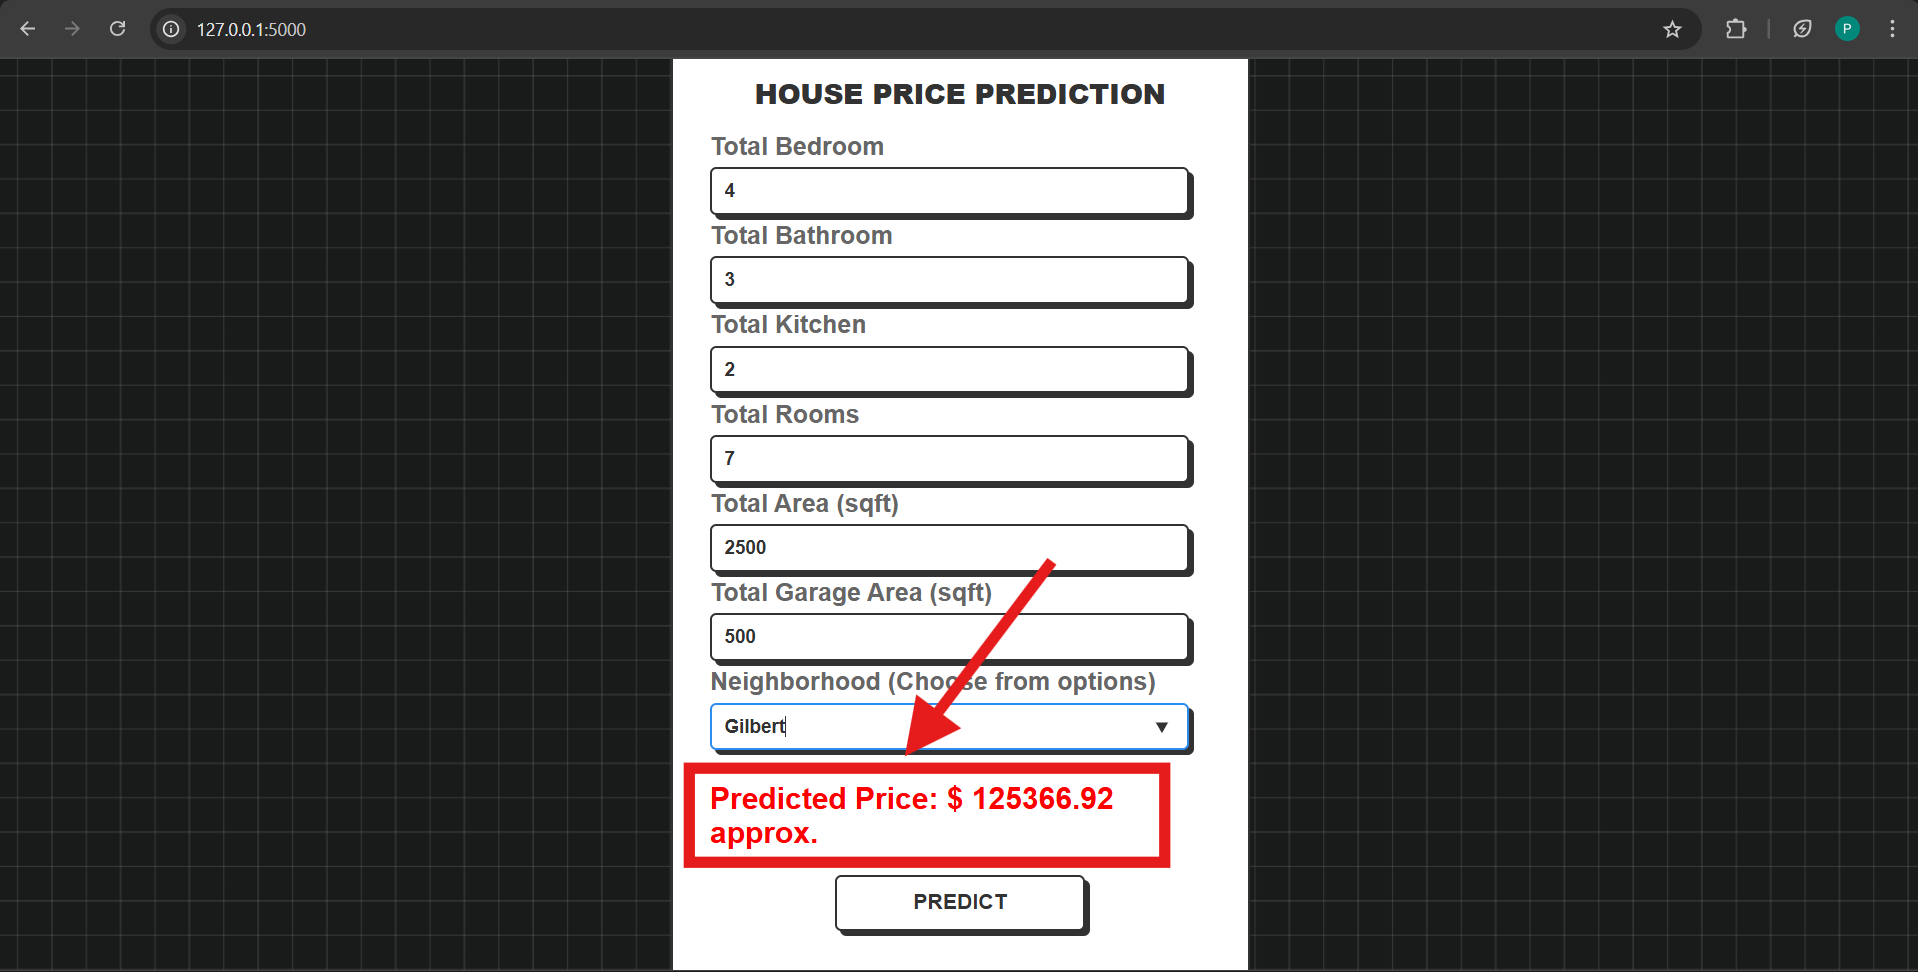 127.0.0.1:5000
P
HOUSE PRICE PREDICTION
Total Bedroom
4
Total Bathroom
3
Total Kitchen
2
Total Rooms
7
Total Area (sqft)
2500
Total Garage Area (sqft)
500
Neighborhood (Choose from options)
Gilbert
Predicted Price: $ 125366.92
approx.
PREDICT